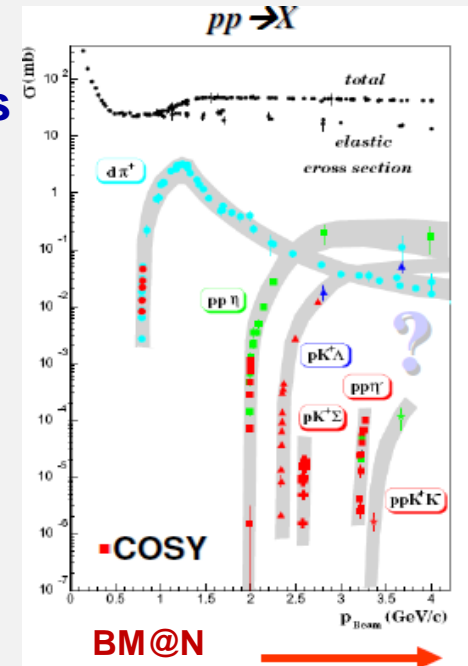 pp → X
s
σ(mb)
10²
total
10
elastic
cross section
dπ⁺
1
10⁻¹
10⁻²
ppη
pK⁺Λ
?
10⁻³
ppη'
pK⁺Σ
10⁻⁴
ppK⁺K⁻
10⁻⁵
10⁻⁶
COSY
10⁻⁷
0 0.5 1 1.5 2 2.5 3 3.5 4
p_Beam (GeV/c)
BM@N